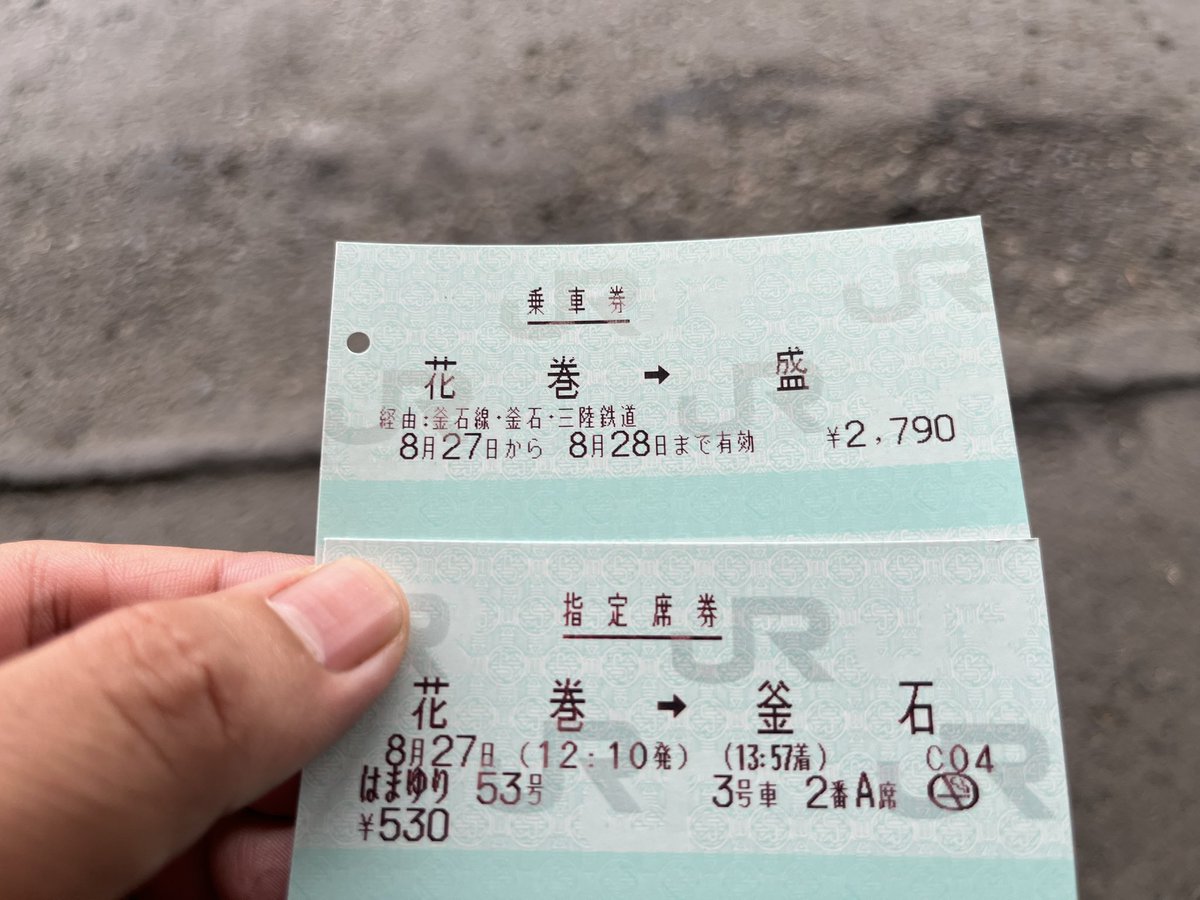 乗車券
花巻 ➡ 盛
経由:釜石線・釜石・三陸鉄道
8月27日から 8月28日まで有効 ¥2,790
指定席券
花巻 ➡ 釜石
8月27日 (12:10発) (13:57着) C04
はまゆり 53号 3号車 2番A席
¥530